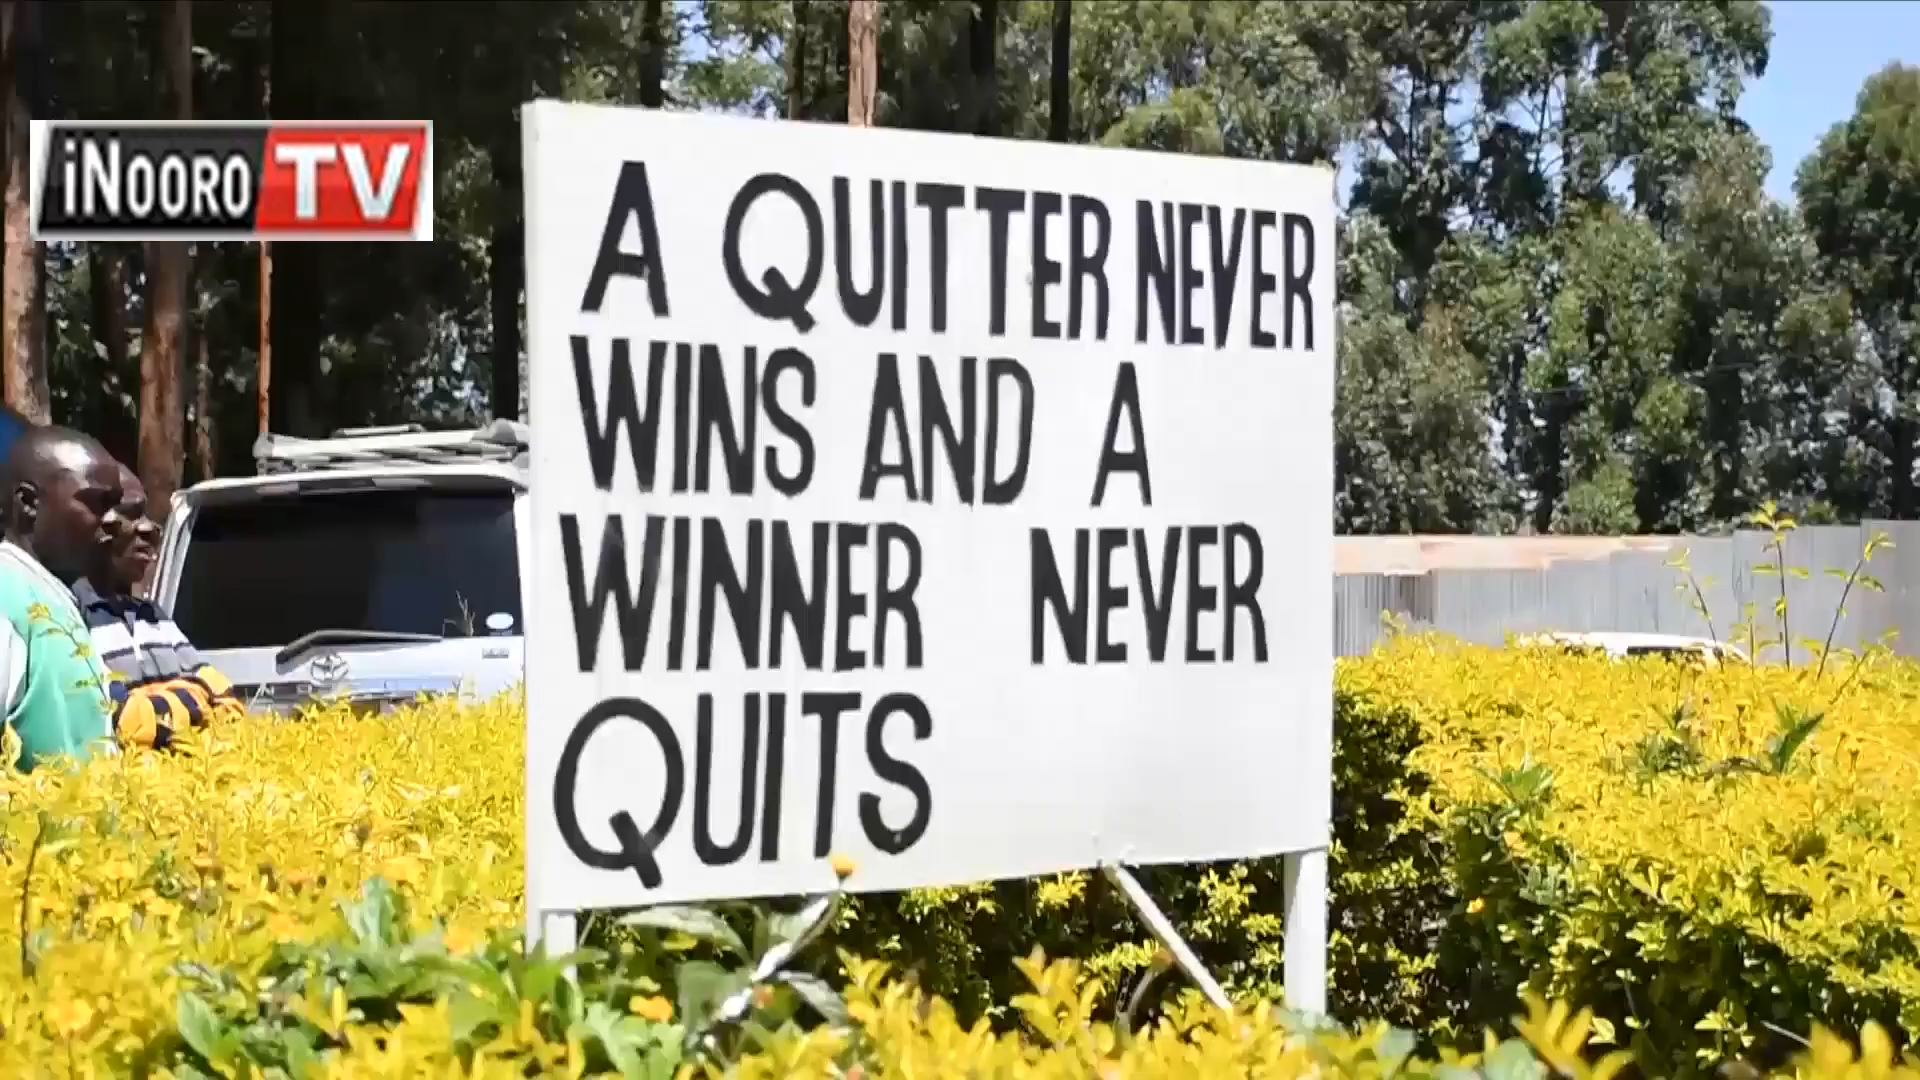 iNOORO TV
A QUITTER NEVER
WINS AND A
WINNER NEVER
QUITS